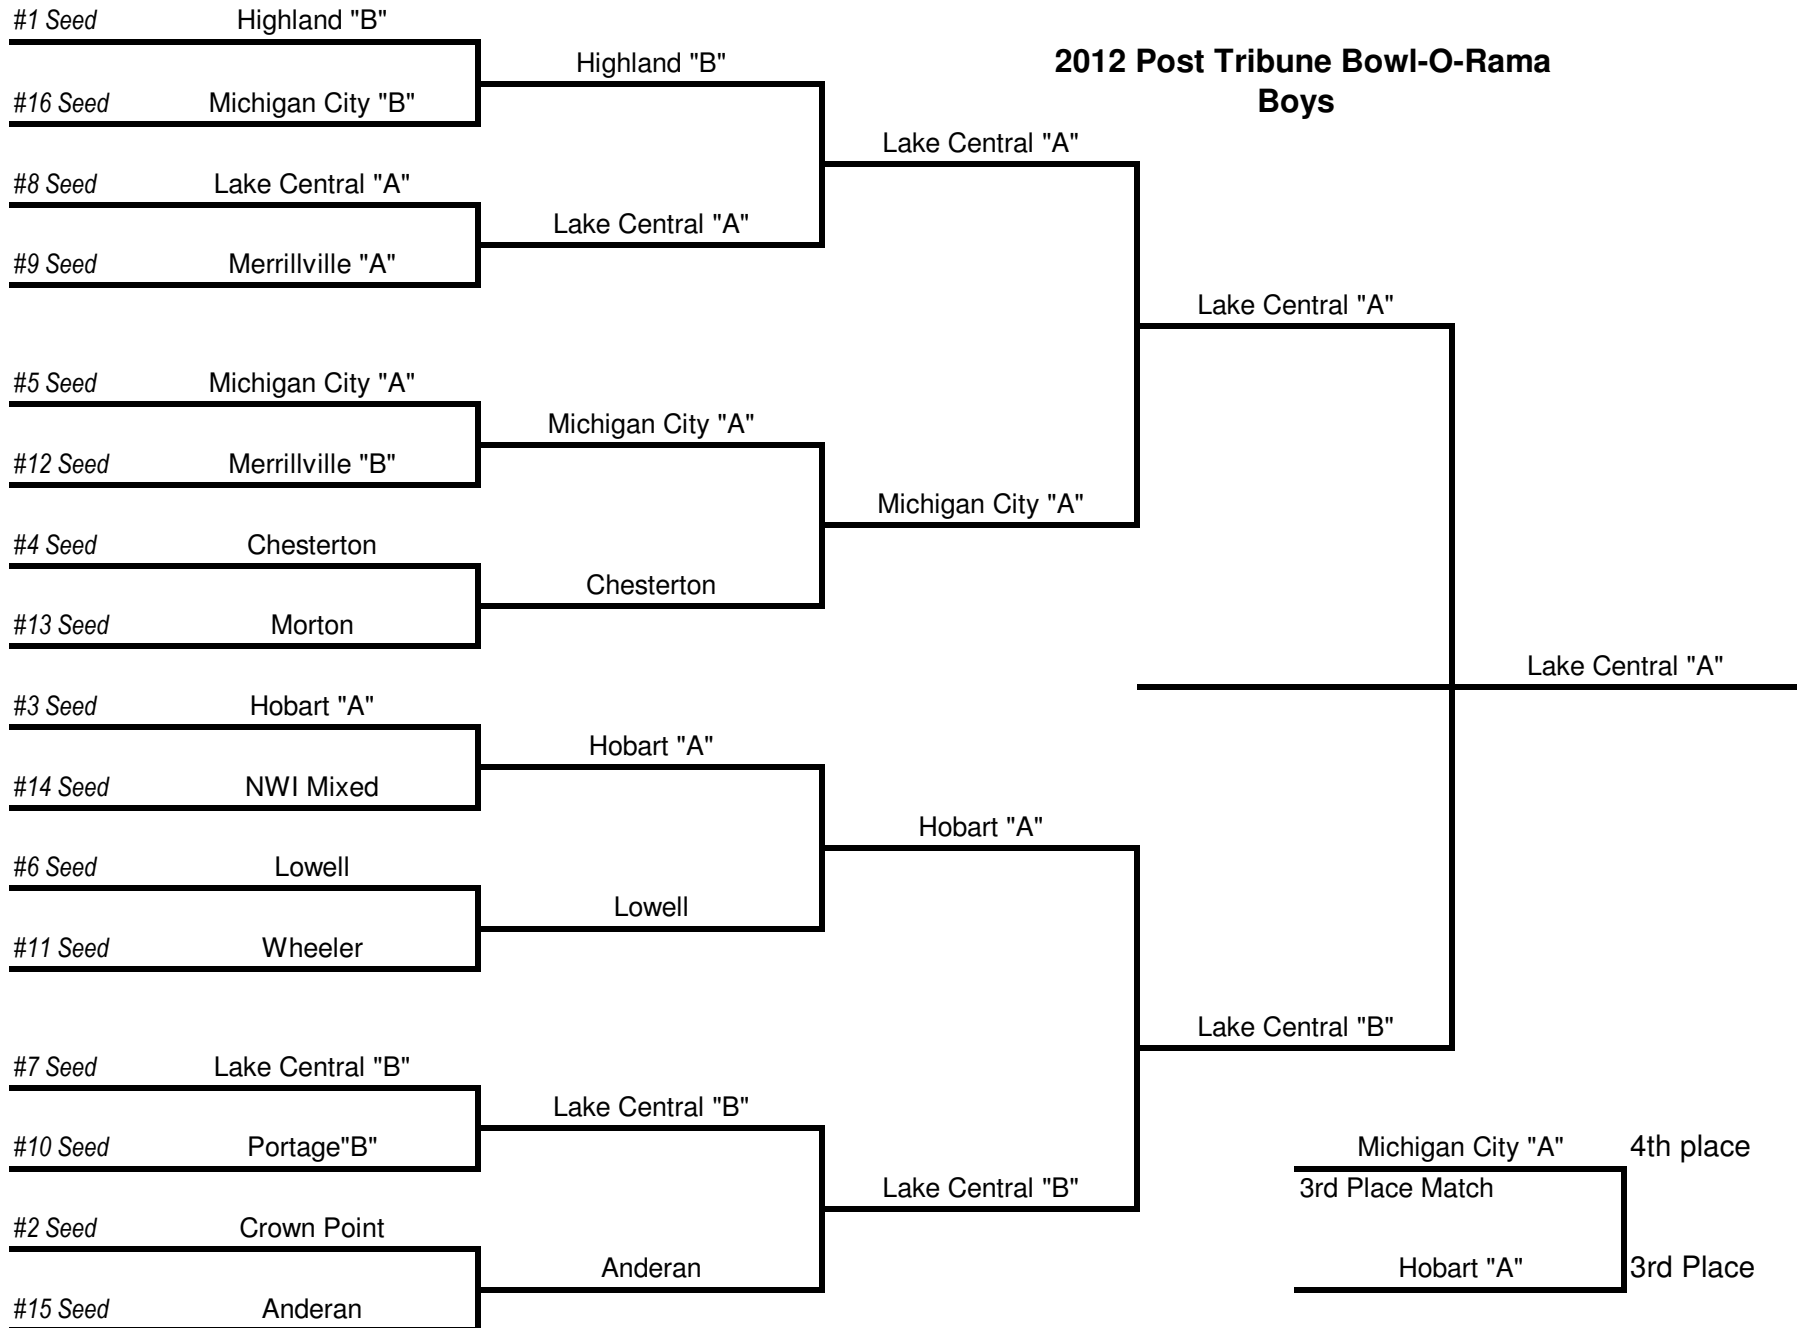 #1 Seed Highland "B"
Highland "B"
2012 Post Tribune Bowl-O-Rama
Boys
#16 Seed Michigan City "B"
Lake Central "A"
#8 Seed Lake Central "A"
Lake Central "A"
#9 Seed Merrillville "A"
Lake Central "A"
#5 Seed Michigan City "A"
Michigan City "A"
#12 Seed Merrillville "B"
Michigan City "A"
#4 Seed Chesterton
Chesterton
#13 Seed Morton
Lake Central "A"
#3 Seed Hobart "A"
Hobart "A"
#14 Seed NWI Mixed
Hobart "A"
#6 Seed Lowell
Lowell
#11 Seed Wheeler
Lake Central "B"
#7 Seed Lake Central "B"
Lake Central "B"
#10 Seed Portage"B"
Michigan City "A" 4th place
Lake Central "B"
3rd Place Match
#2 Seed Crown Point
Anderan
Hobart "A" 3rd Place
#15 Seed Anderan